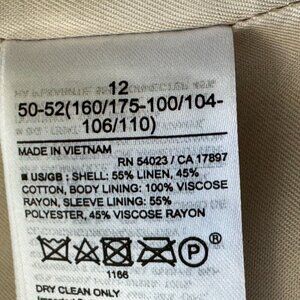 12
50-52(160/175-100/104-
106/110)
MADE IN VIETNAM
RN 54023 / CA 17897
■ US/GB : SHELL: 55% LINEN, 45%
COTTON, BODY LINING: 100% VISCOSE
RAYON, SLEEVE LINING: 55%
POLYESTER, 45% VISCOSE RAYON
P
1166
DRY CLEAN ONLY